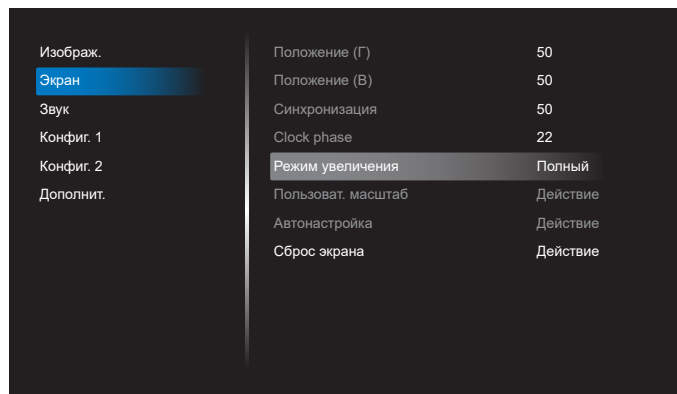 Изображ.
Экран
Звук
Конфиг. 1
Конфиг. 2
Дополнит.
Положение (Г) 50
Положение (В) 50
Синхронизация 50
Clock phase 22
Режим увеличения Полный
Пользоват. масштаб Действие
Автонастройка Действие
Сброс экрана Действие